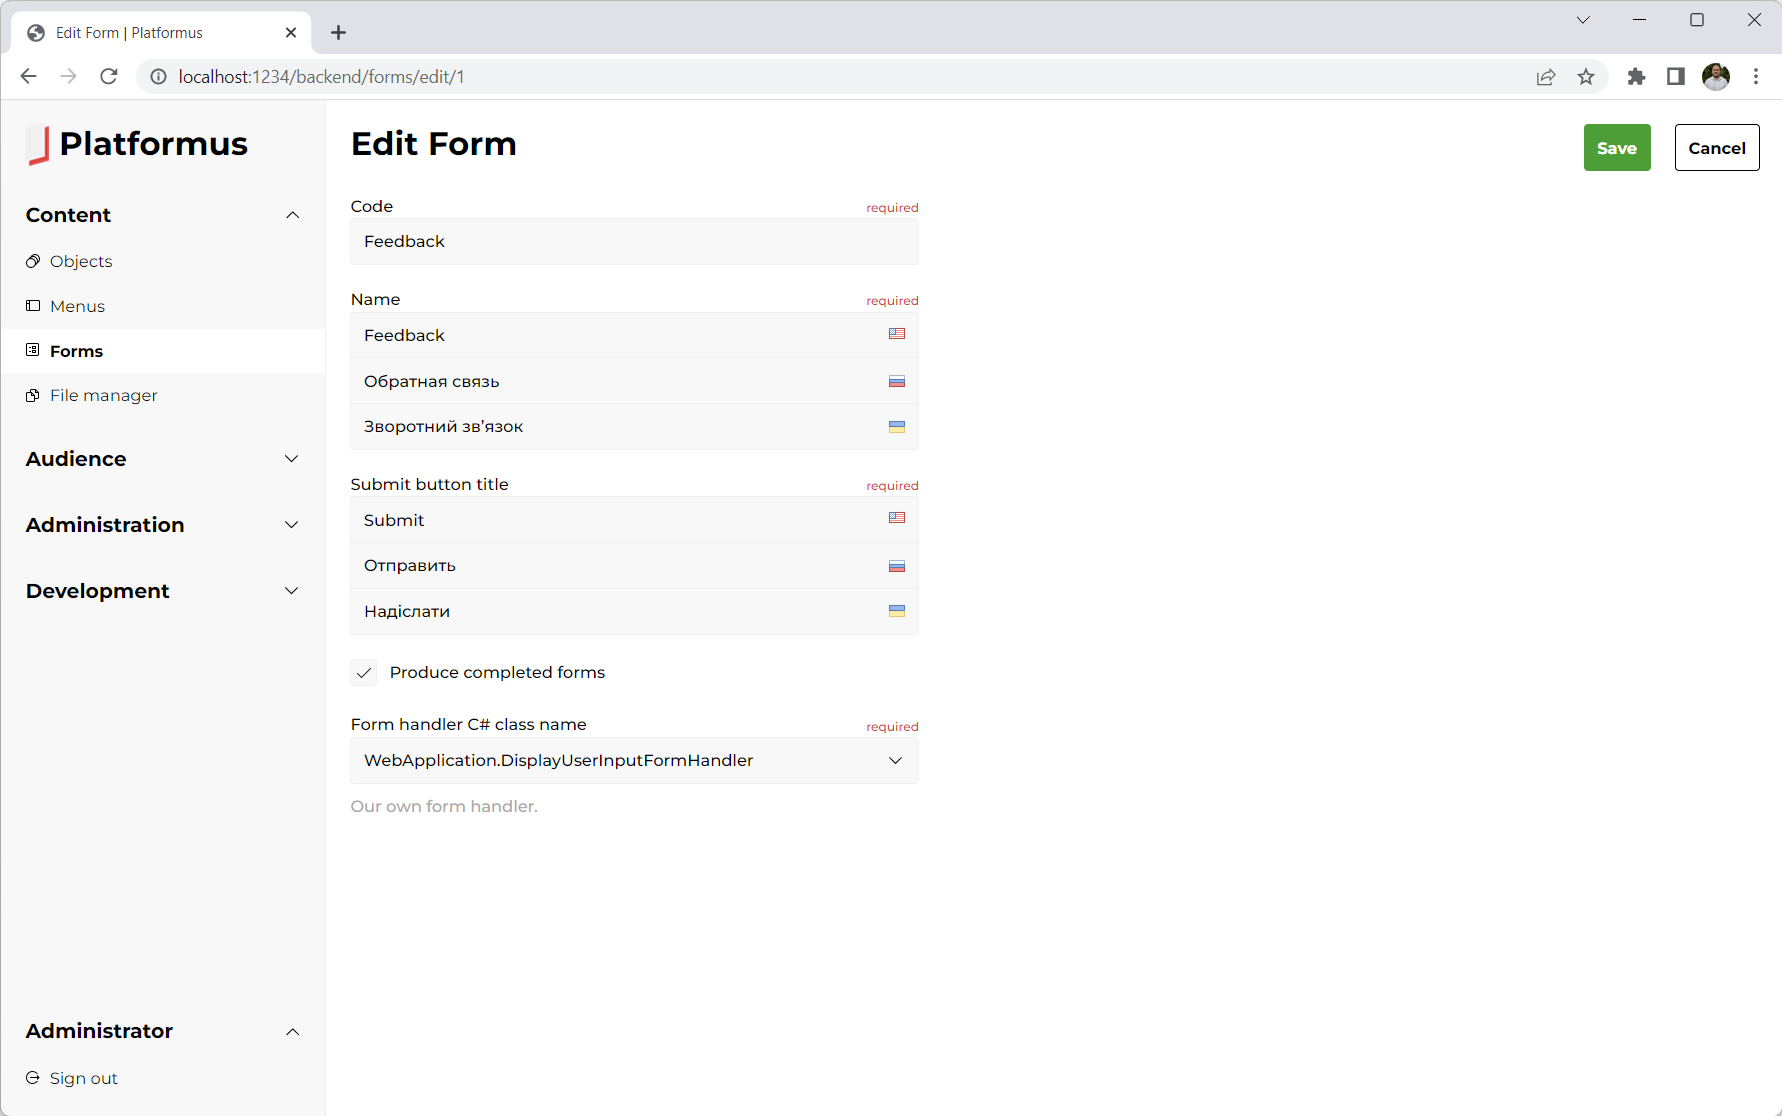 Edit Form | Platformus
localhost:1234/backend/forms/edit/1
Platformus
Content
Objects
Menus
Forms
File manager
Audience
Administration
Development
Administrator
Sign out
Edit Form
Save
Cancel
Code
required
Feedback
Name
required
Feedback
Обратная связь
Зворотний зв’язок
Submit button title
required
Submit
Отправить
Надіслати
Produce completed forms
Form handler C# class name
required
WebApplication.DisplayUserInputFormHandler
Our own form handler.